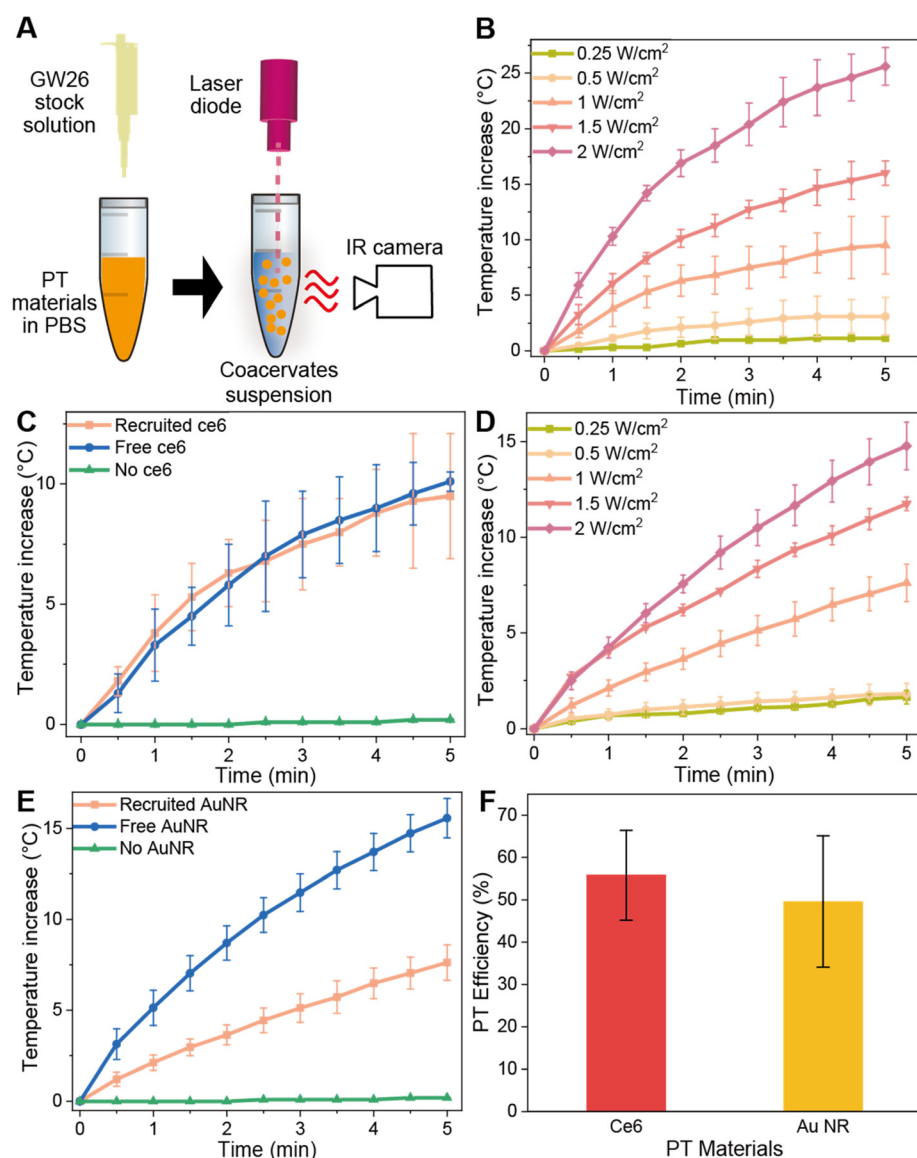 A
GW26
stock
solution
Laser
diode
IR camera
PT
materials
in PBS
Coacervates
suspension
B
0.25 W/cm²
0.5 W/cm²
1 W/cm²
1.5 W/cm²
2 W/cm²
Temperature increase (°C)
25
20
15
10
5
0
0 1 2 3 4 5
Time (min)
C
Recruited ce6
Free ce6
No ce6
Temperature increase (°C)
10
5
0
0 1 2 3 4 5
Time (min)
D
0.25 W/cm²
0.5 W/cm²
1 W/cm²
1.5 W/cm²
2 W/cm²
Temperature increase (°C)
15
10
5
0
0 1 2 3 4 5
Time (min)
E
Recruited AuNR
Free AuNR
No AuNR
Temperature increase (°C)
15
10
5
0
0 1 2 3 4 5
Time (min)
F
PT Efficiency (%)
70
60
50
40
30
20
10
0
Ce6 Au NR
PT Materials